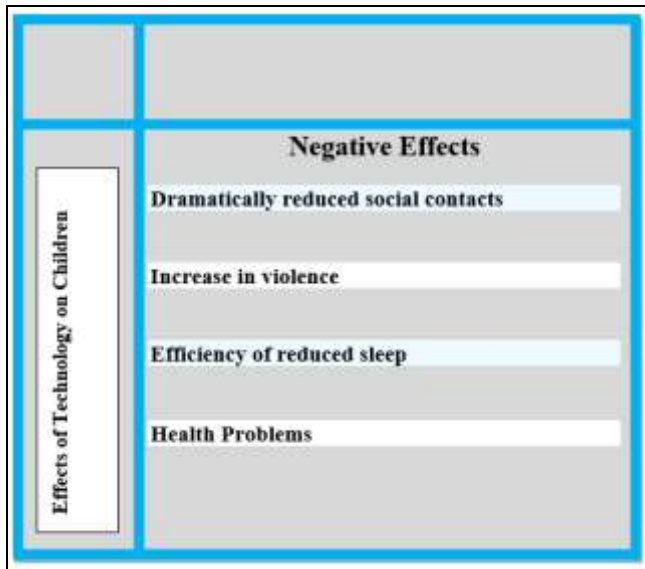 Negative Effects
Dramatically reduced social contacts
Increase in violence
Efficiency of reduced sleep
Health Problems
Effects of Technology on Children